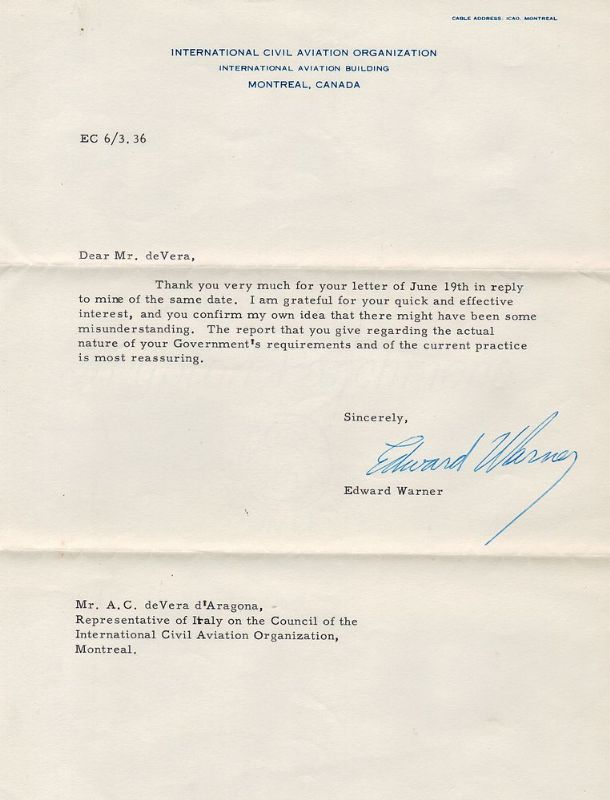 CABLE ADDRESS: ICAO, MONTREAL
INTERNATIONAL CIVIL AVIATION ORGANIZATION
INTERNATIONAL AVIATION BUILDING
MONTREAL, CANADA
EC 6/3.36
Dear Mr. deVera,
Thank you very much for your letter of June 19th in reply
to mine of the same date. I am grateful for your quick and effective
interest, and you confirm my own idea that there might have been some
misunderstanding. The report that you give regarding the actual
nature of your Government's requirements and of the current practice
is most reassuring.
Sincerely,
Edward Warner
Edward Warner
Mr. A.C. deVera d'Aragona,
Representative of Italy on the Council of the
International Civil Aviation Organization,
Montreal.